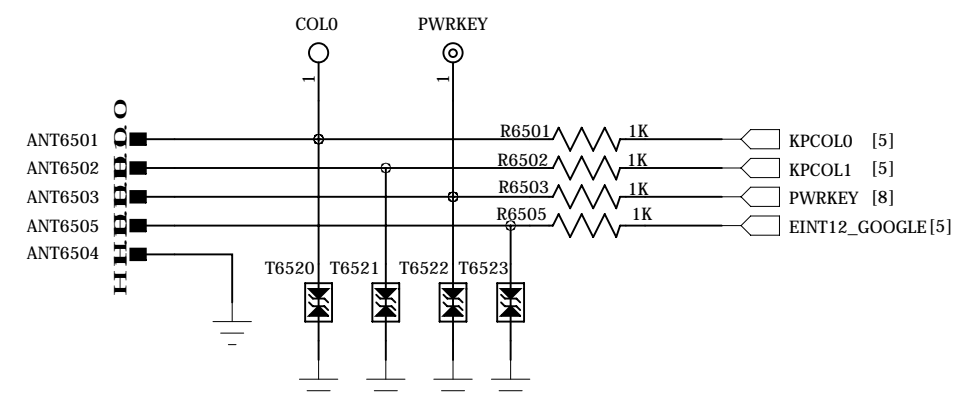 COL0 PWRKEY
1 1
ANT6501 R6501 1K KPCOL0 [5]
ANT6502 R6502 1K KPCOL1 [5]
ANT6503 R6503 1K PWRKEY [8]
ANT6505 R6505 1K EINT12_GOOGLE[5]
ANT6504
T6520 T6521 T6522 T6523